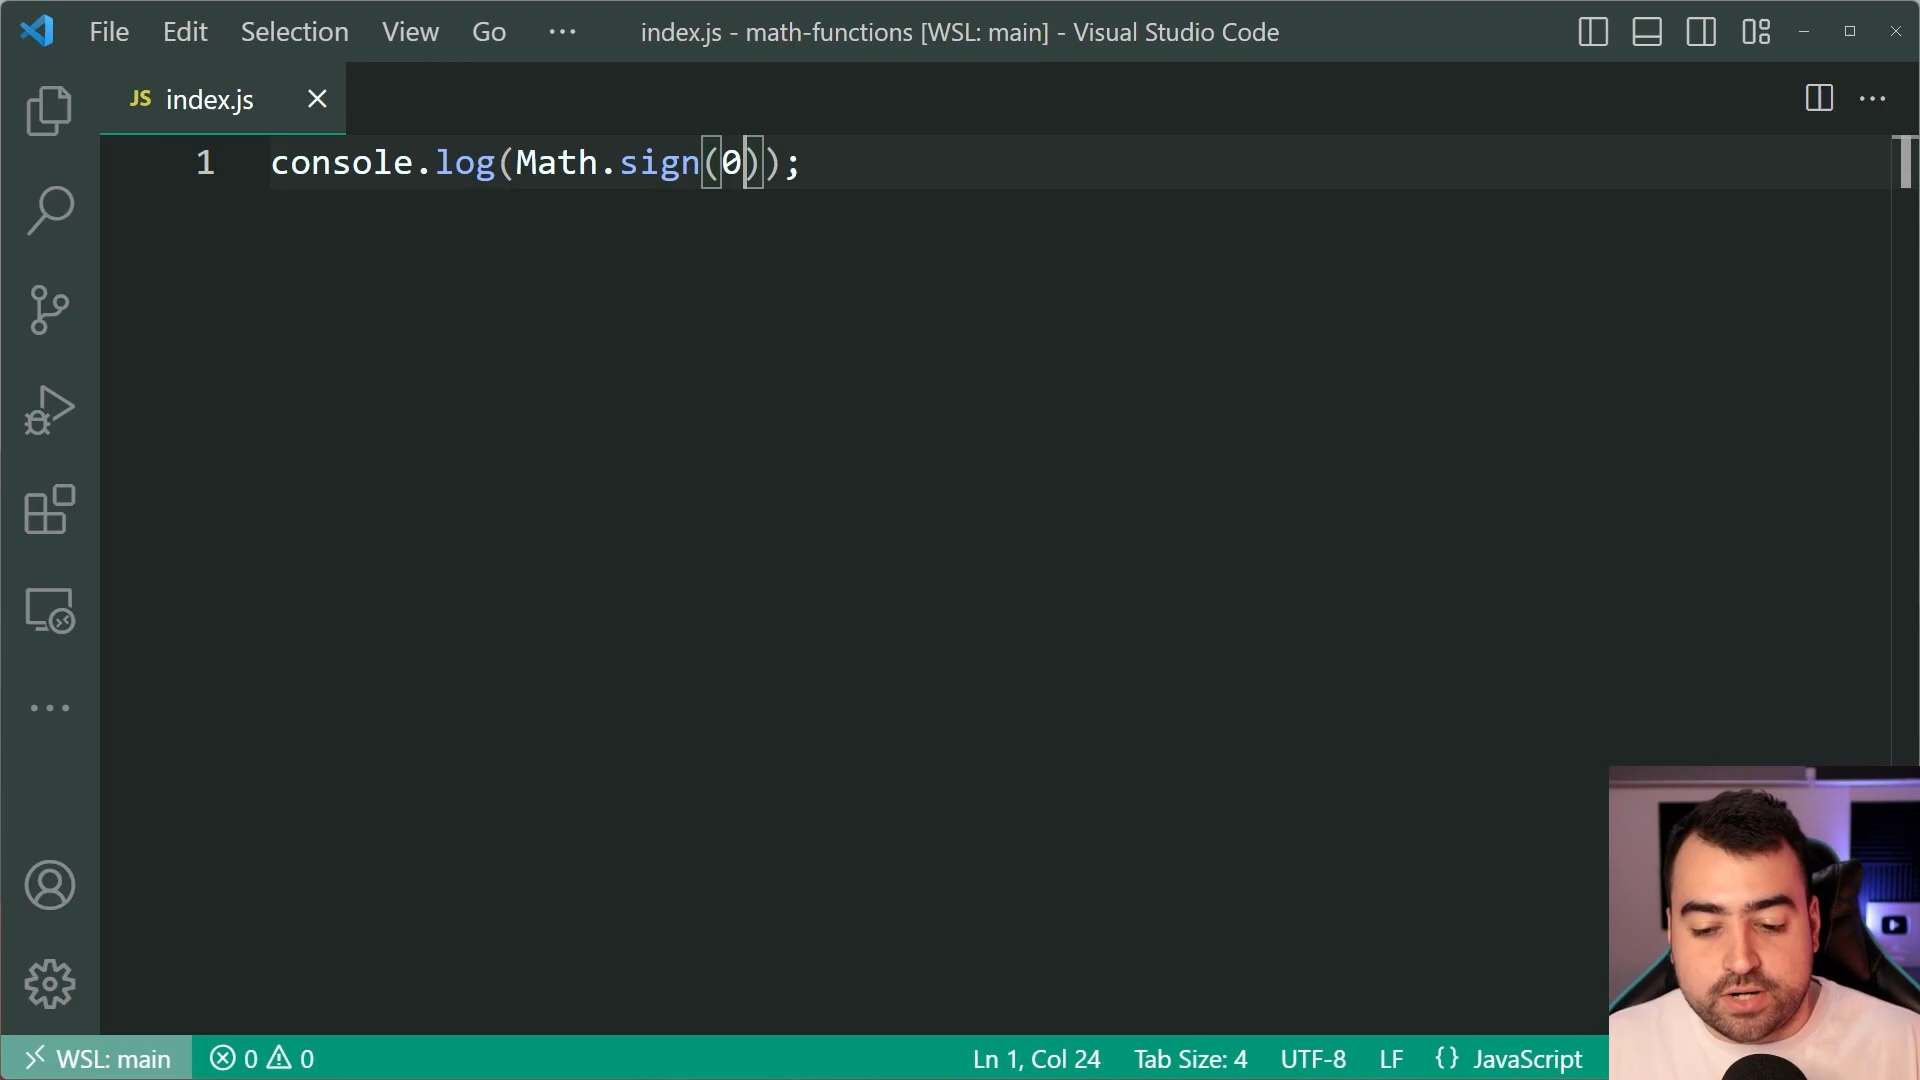 File Edit Selection View Go ··· index.js - math-functions [WSL: main] - Visual Studio Code
JS index.js
1 console.log(Math.sign(0));
WSL: main 0 0 Ln 1, Col 24 Tab Size: 4 UTF-8 LF {} JavaScript